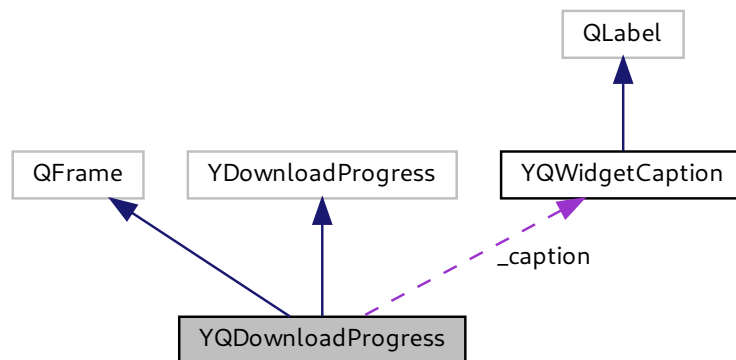 QLabel
QFrame
YDownloadProgress
YQWidgetCaption
_caption
YQDownloadProgress